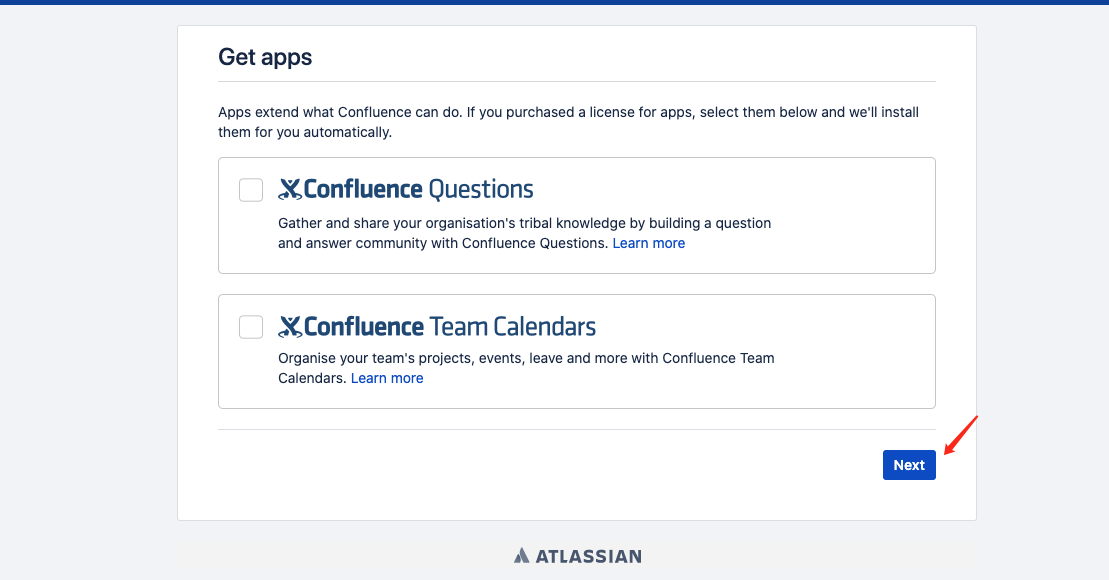 Get apps
Apps extend what Confluence can do. If you purchased a license for apps, select them below and we'll install
them for you automatically.
Confluence Questions
Gather and share your organisation's tribal knowledge by building a question
and answer community with Confluence Questions. Learn more
Confluence Team Calendars
Organise your team's projects, events, leave and more with Confluence Team
Calendars. Learn more
Next
ATLASSIAN